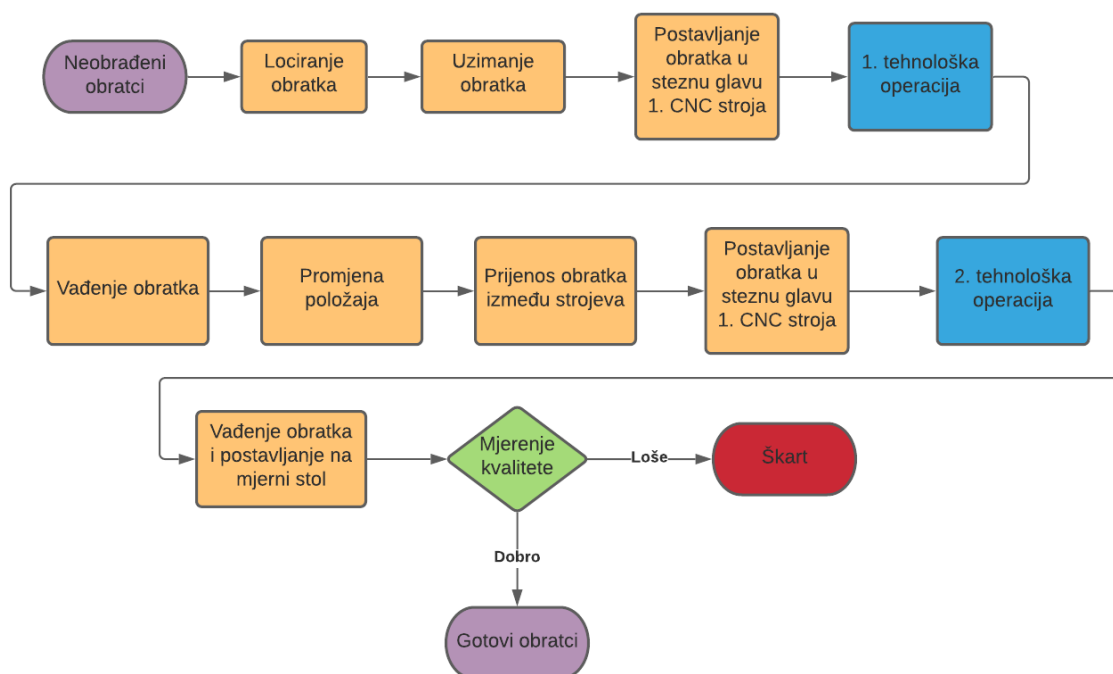 Neobrađeni
obratci
Lociranje
obratka
Uzimanje
obratka
Postavljanje
obratka u
steznu glavu
1. CNC stroja
1. tehnološka
operacija
Vađenje obratka
Promjena
položaja
Prijenos obratka
između strojeva
Postavljanje
obratka u
steznu glavu
1. CNC stroja
2. tehnološka
operacija
Vađenje obratka
i postavljanje na
mjerni stol
Mjerenje
kvalitete
Loše
Škart
Dobro
Gotovi obratci